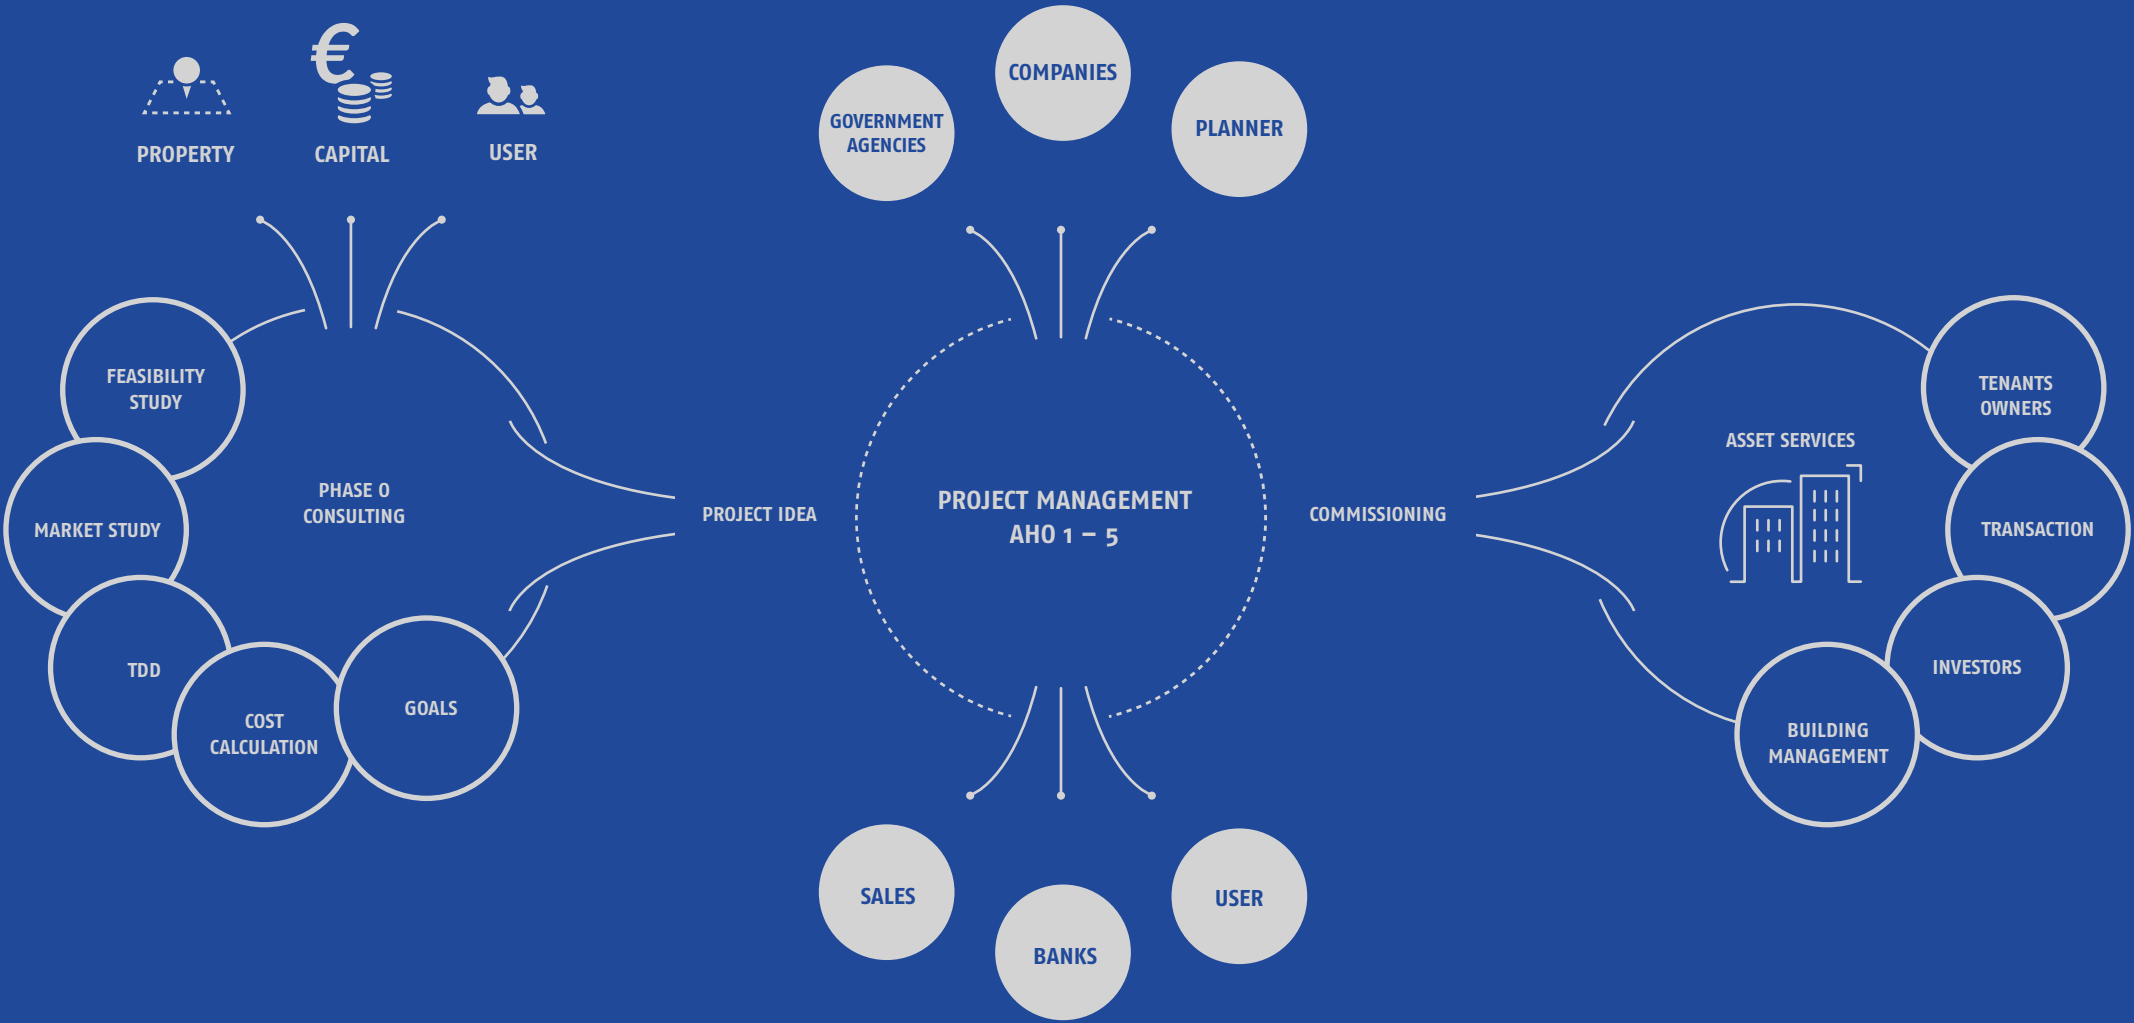 €
PROPERTY
CAPITAL
USER
FEASIBILITY
STUDY
MARKET STUDY
TDD
COST
CALCULATION
GOALS
PHASE 0
CONSULTING
PROJECT IDEA
GOVERNMENT
AGENCIES
COMPANIES
PLANNER
PROJECT MANAGEMENT
AHO 1 – 5
SALES
BANKS
USER
COMMISSIONING
ASSET SERVICES
TENANTS
OWNERS
TRANSACTION
INVESTORS
BUILDING
MANAGEMENT